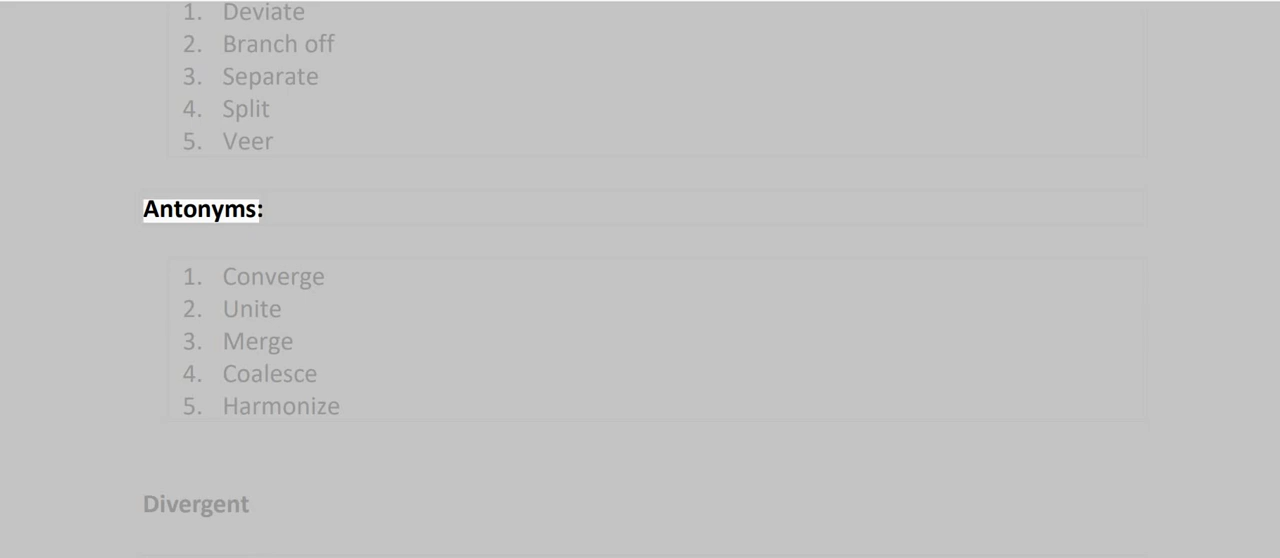 1. Deviate
2. Branch off
3. Separate
4. Split
5. Veer
Antonyms:
1. Converge
2. Unite
3. Merge
4. Coalesce
5. Harmonize
Divergent